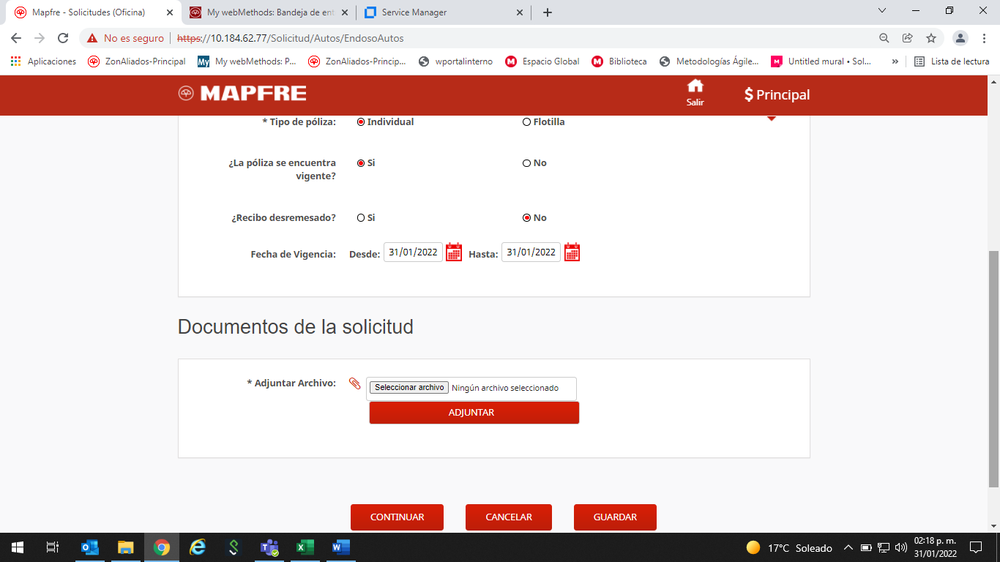 Mapfre - Solicitudes (Oficina)
My webMethods: Bandeja de ent
Service Manager
No es seguro
https://10.184.62.77/Solicitud/Autos/EndosoAutos
Aplicaciones
ZonAliados-Principal
My webMethods: P...
ZonAliados-Princip...
wportalinterno
Espacio Global
Biblioteca
Metodologías Ágile...
Untitled mural • Sol...
»
Lista de lectura
MAPFRE
Salir
$ Principal
* Tipo de póliza:
Individual
Flotilla
¿La póliza se encuentra
vigente?
Si
No
¿Recibo desremesado?
Si
No
Fecha de Vigencia:
Desde:
31/01/2022
Hasta:
31/01/2022
Documentos de la solicitud
* Adjuntar Archivo:
Seleccionar archivo
Ningún archivo seleccionado
ADJUNTAR
CONTINUAR
CANCELAR
GUARDAR
17°C Soleado
02:18 p. m.
31/01/2022